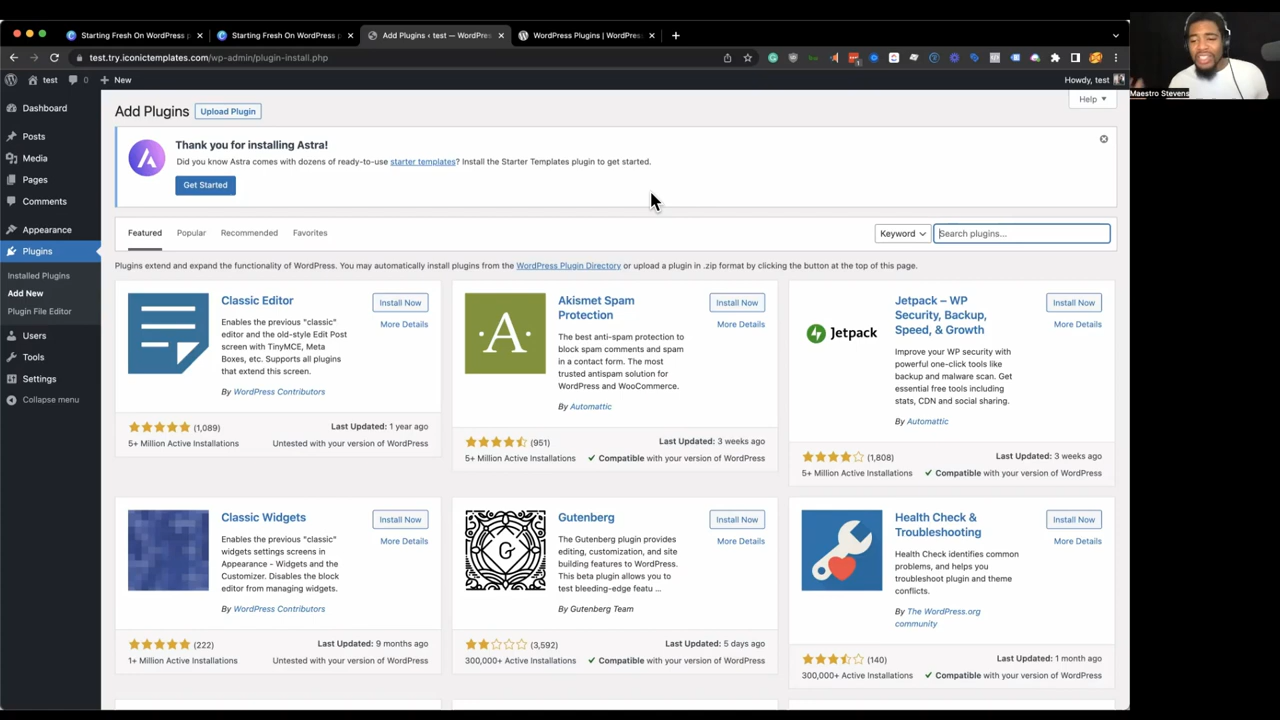 Starting Fresh On WordPress p
Starting Fresh On WordPress p
Add Plugins ‹ test — WordPres
WordPress Plugins | WordPres
test.try.iconictemplates.com/wp-admin/plugin-install.php
test
0
New
Howdy, test
Maestro Stevens
Dashboard
Posts
Media
Pages
Comments
Appearance
Plugins
Installed Plugins
Add New
Plugin File Editor
Users
Tools
Settings
Collapse menu
Add Plugins
Upload Plugin
Help
Thank you for installing Astra!
Did you know Astra comes with dozens of ready-to-use starter templates? Install the Starter Templates plugin to get started.
Get Started
Featured
Popular
Recommended
Favorites
Keyword
Search plugins...
Plugins extend and expand the functionality of WordPress. You may automatically install plugins from the WordPress Plugin Directory or upload a plugin in .zip format by clicking the button at the top of this page.
Classic Editor
Install Now
More Details
Enables the previous "classic"
editor and the old-style Edit Post
screen with TinyMCE, Meta
Boxes, etc. Supports all plugins
that extend this screen.
By WordPress Contributors
(1,089)
Last Updated: 1 year ago
5+ Million Active Installations
Untested with your version of WordPress
A
Akismet Spam
Protection
Install Now
More Details
The best anti-spam protection to
block spam comments and spam
in a contact form. The most
trusted antispam solution for
WordPress and WooCommerce.
By Automattic
(951)
Last Updated: 3 weeks ago
5+ Million Active Installations
Compatible with your version of WordPress
Jetpack
Jetpack – WP
Security, Backup,
Speed, & Growth
Install Now
More Details
Improve your WP security with
powerful one-click tools like
backup and malware scan. Get
essential free tools including
stats, CDN and social sharing.
By Automattic
(1,808)
Last Updated: 3 weeks ago
5+ Million Active Installations
Compatible with your version of WordPress
Classic Widgets
Install Now
More Details
Enables the previous "classic"
widgets settings screens in
Appearance - Widgets and the
Customizer. Disables the block
editor from managing widgets.
By WordPress Contributors
(222)
Last Updated: 9 months ago
1+ Million Active Installations
Untested with your version of WordPress
G
Gutenberg
Install Now
More Details
The Gutenberg plugin provides
editing, customization, and site
building features to WordPress.
This beta plugin allows you to
test bleeding-edge featu ...
By Gutenberg Team
(3,592)
Last Updated: 5 days ago
300,000+ Active Installations
Compatible with your version of WordPress
Health Check &
Troubleshooting
Install Now
More Details
Health Check identifies common
problems, and helps you
troubleshoot plugin and theme
conflicts.
By The WordPress.org
community
(140)
Last Updated: 1 month ago
300,000+ Active Installations
Compatible with your version of WordPress